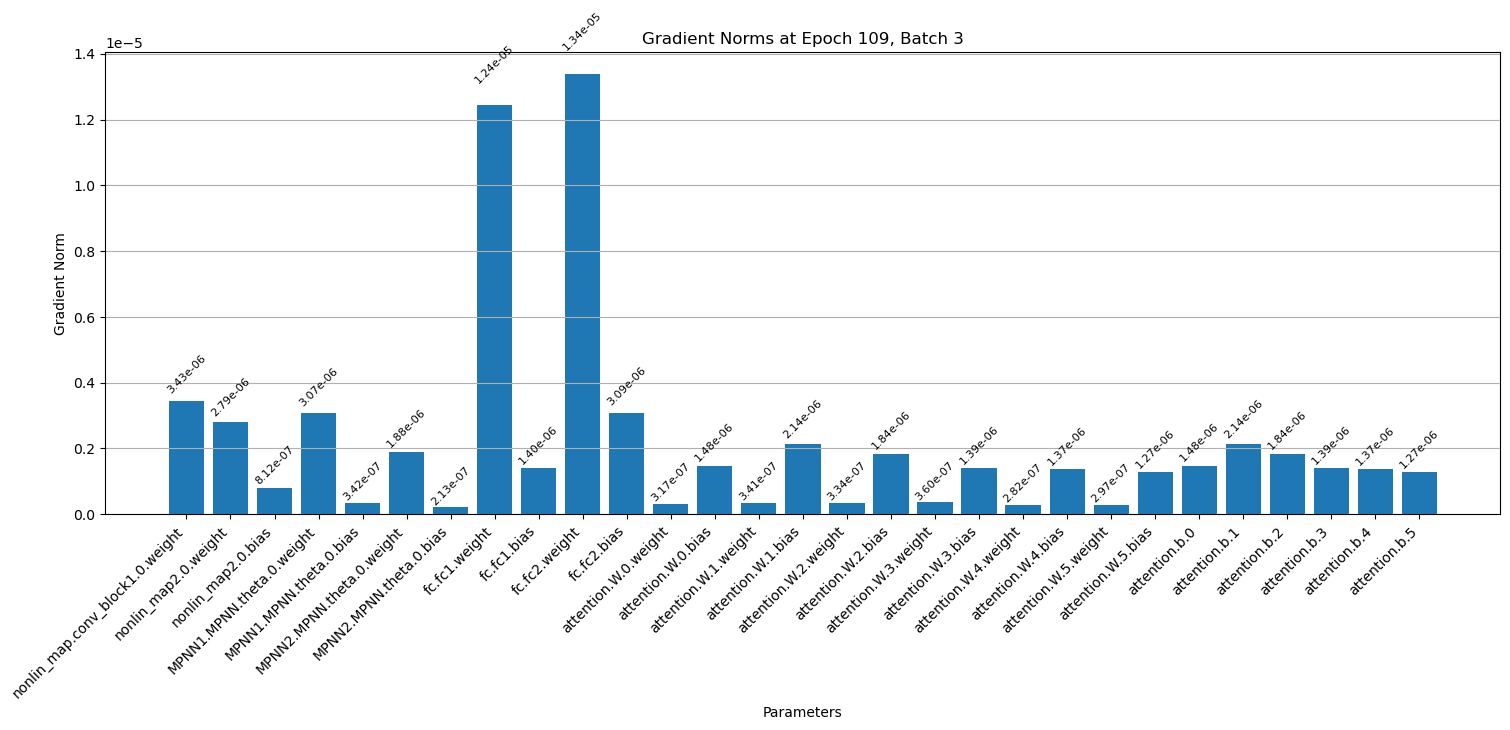 Gradient Norms at Epoch 109, Batch 3
1e−5
1.4
1.2
1.0
0.8
0.6
0.4
0.2
0.0
Gradient Norm
3.43e-06
2.79e-06
8.12e-07
3.07e-06
3.42e-07
1.88e-06
2.13e-07
1.24e-05
1.40e-06
1.34e-05
3.09e-06
3.17e-07
1.48e-06
3.41e-07
2.14e-06
3.34e-07
1.84e-06
3.60e-07
1.39e-06
2.82e-07
1.37e-06
2.97e-07
1.27e-06
1.48e-06
2.14e-06
1.84e-06
1.39e-06
1.37e-06
1.27e-06
nonlin_map.conv_block1.0.weight
nonlin_map2.0.weight
nonlin_map2.0.bias
MPNN1.MPNN.theta.0.weight
MPNN1.MPNN.theta.0.bias
MPNN2.MPNN.theta.0.weight
MPNN2.MPNN.theta.0.bias
fc.fc1.weight
fc.fc1.bias
fc.fc2.weight
fc.fc2.bias
attention.W.0.weight
attention.W.0.bias
attention.W.1.weight
attention.W.1.bias
attention.W.2.weight
attention.W.2.bias
attention.W.3.weight
attention.W.3.bias
attention.W.4.weight
attention.W.4.bias
attention.W.5.weight
attention.W.5.bias
attention.b.0
attention.b.1
attention.b.2
attention.b.3
attention.b.4
attention.b.5
Parameters